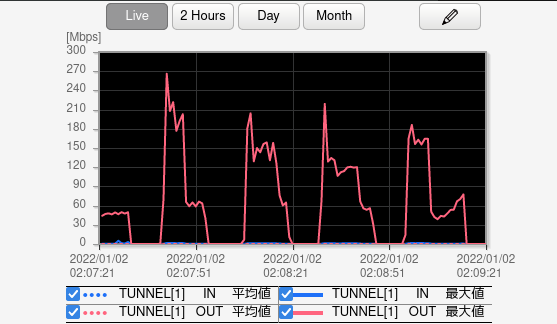 Live 2 Hours Day Month
[Mbps]
300
270
240
210
180
150
120
90
60
30
0
2022/01/02 2022/01/02 2022/01/02 2022/01/02 2022/01/02
02:07:21 02:07:51 02:08:21 02:08:51 02:09:21
TUNNEL[1] IN 平均値 TUNNEL[1] IN 最大値
TUNNEL[1] OUT 平均値 TUNNEL[1] OUT 最大値